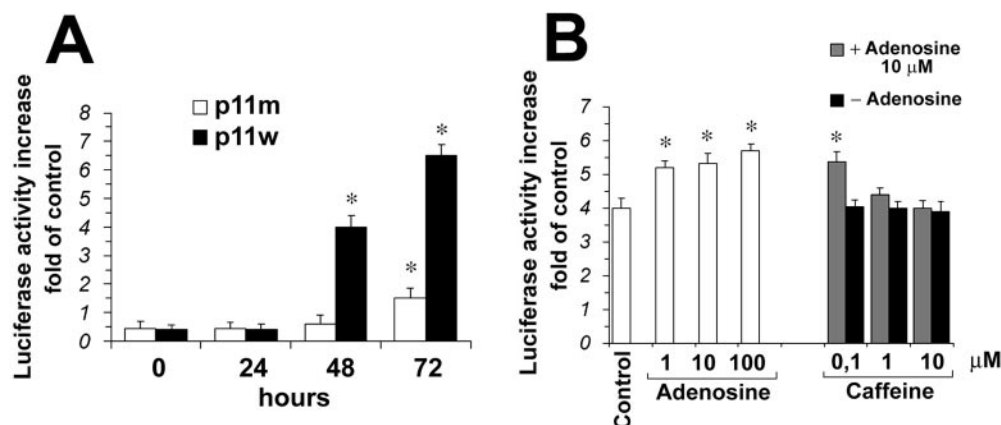 A
Luciferase activity increase
fold of control
8
7
6
5
4
3
2
1
0
p11m
p11w
*
*
*
0 24 48 72
hours
B
+ Adenosine
10 µM
− Adenosine
Luciferase activity increase
fold of control
7
6
5
4
3
2
1
0
* * * *
Control
1 10 100
Adenosine
0,1 1 10 µM
Caffeine